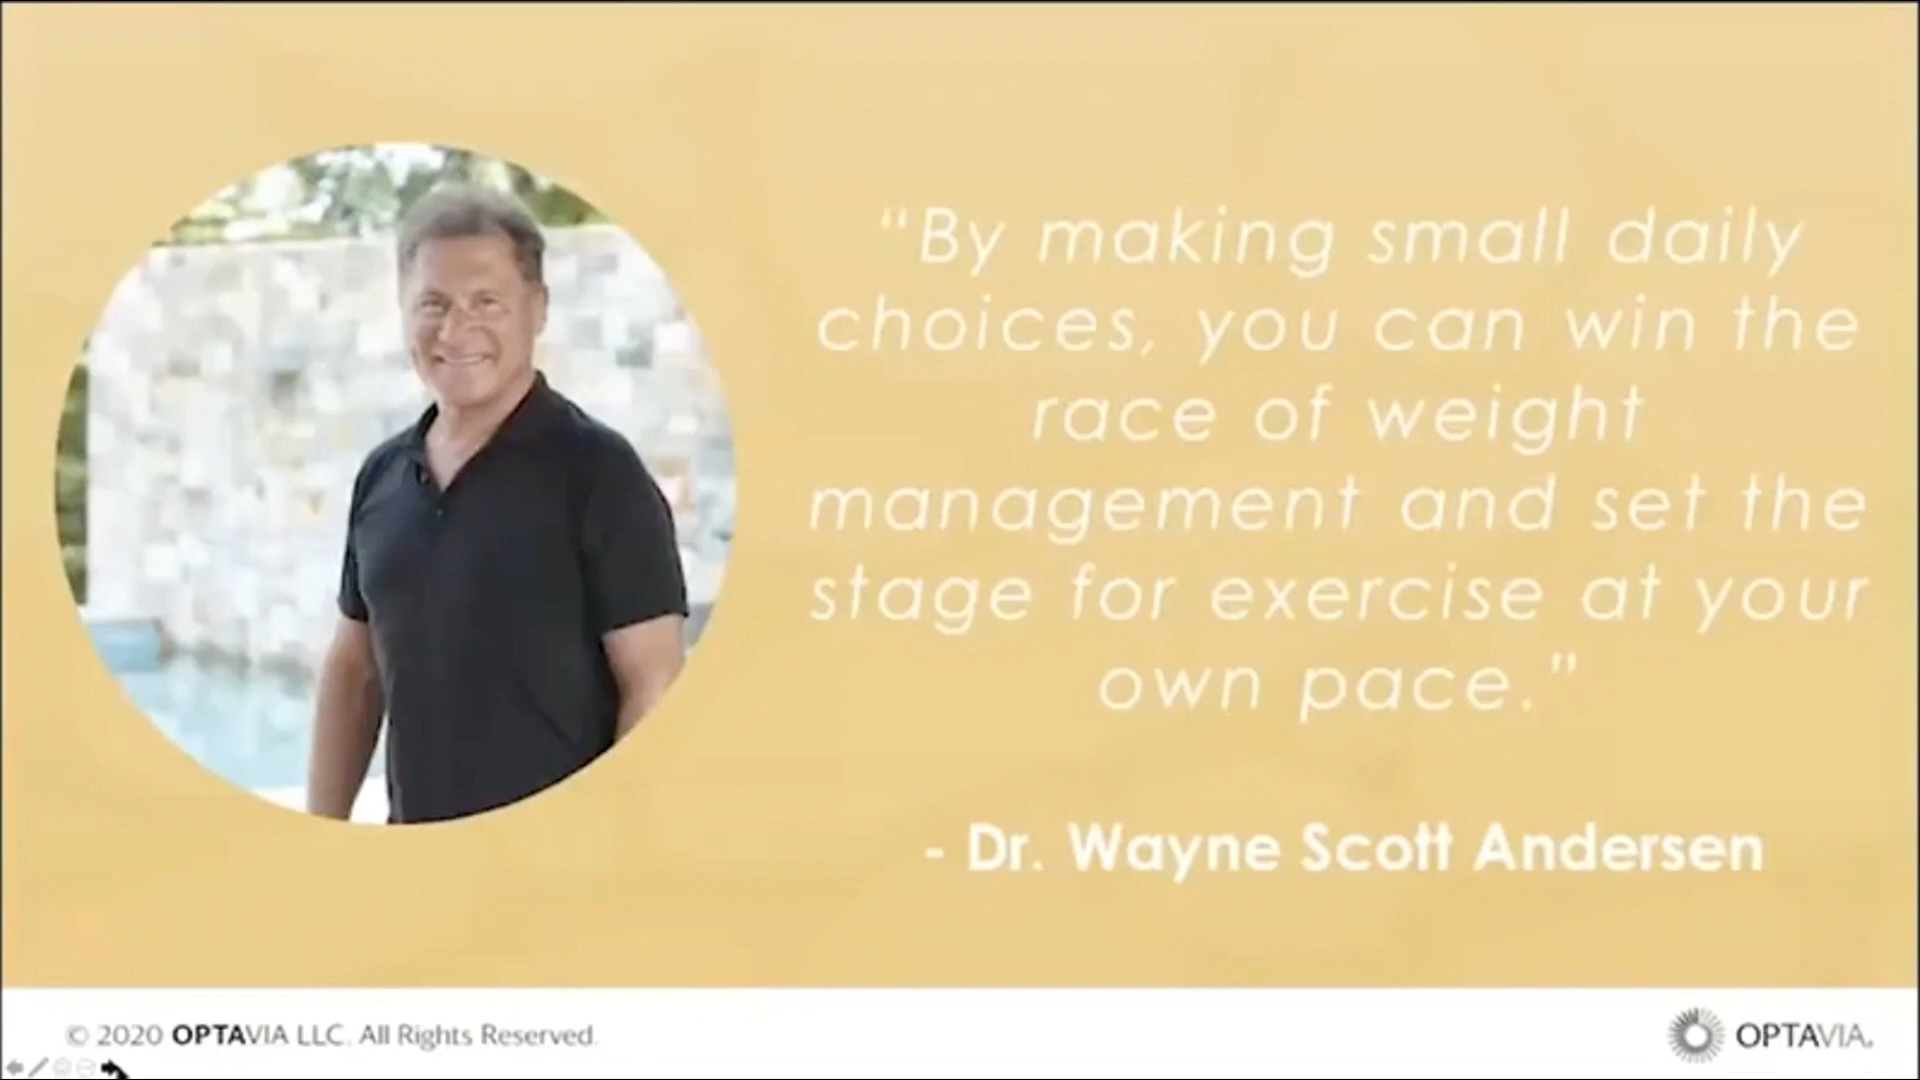 “By making small daily
choices, you can win the
race of weight
management and set the
stage for exercise at your
own pace.”
- Dr. Wayne Scott Andersen
© 2020 OPTAVIA LLC. All Rights Reserved.
OPTAVIA.